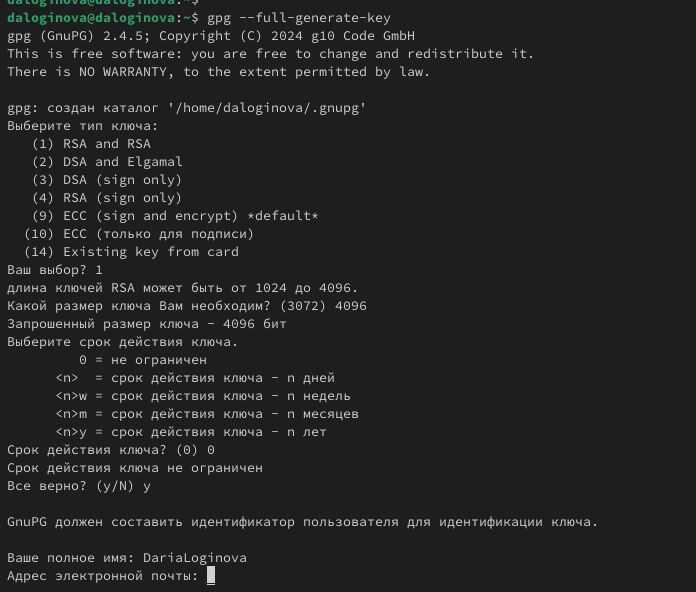 daloginova@daloginova:~$
daloginova@daloginova:~$ gpg --full-generate-key
gpg (GnuPG) 2.4.5; Copyright (C) 2024 g10 Code GmbH
This is free software: you are free to change and redistribute it.
There is NO WARRANTY, to the extent permitted by law.
gpg: создан каталог '/home/daloginova/.gnupg'
Выберите тип ключа:
(1) RSA and RSA
(2) DSA and Elgamal
(3) DSA (sign only)
(4) RSA (sign only)
(9) ECC (sign and encrypt) *default*
(10) ECC (только для подписи)
(14) Existing key from card
Ваш выбор? 1
длина ключей RSA может быть от 1024 до 4096.
Какой размер ключа Вам необходим? (3072) 4096
Запрошенный размер ключа - 4096 бит
Выберите срок действия ключа.
0 = не ограничен
<n> = срок действия ключа - n дней
<n>w = срок действия ключа - n недель
<n>m = срок действия ключа - n месяцев
<n>y = срок действия ключа - n лет
Срок действия ключа? (0) 0
Срок действия ключа не ограничен
Все верно? (y/N) y
GnuPG должен составить идентификатор пользователя для идентификации ключа.
Ваше полное имя: DariaLoginova
Адрес электронной почты: